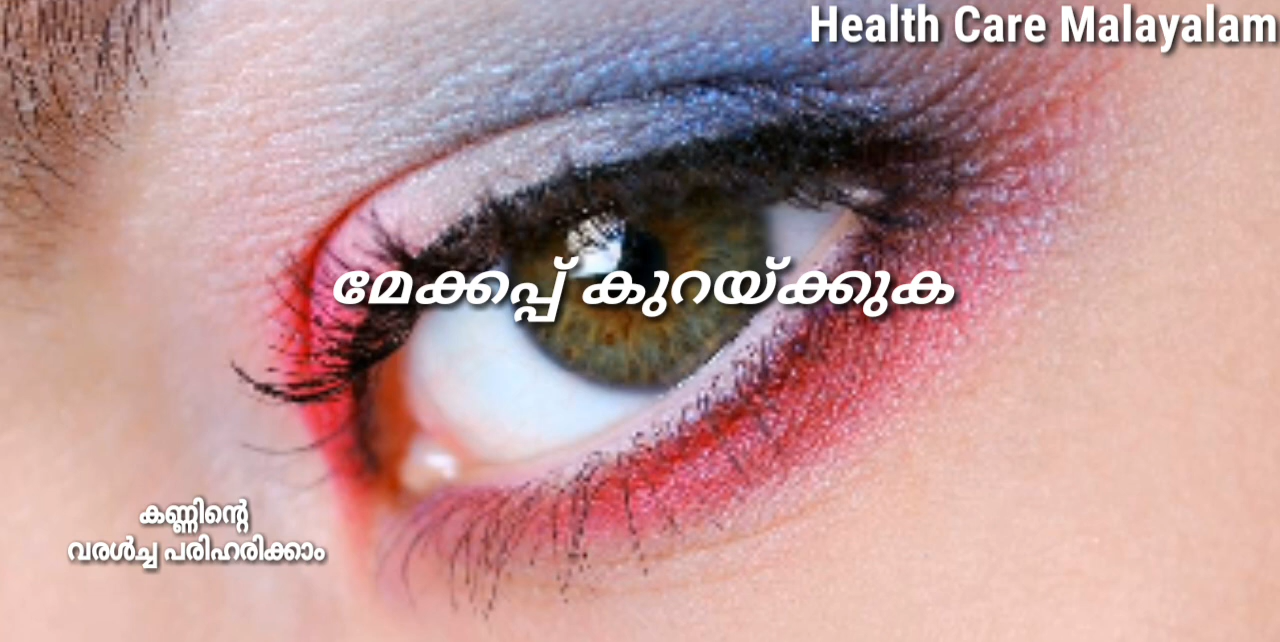 Health Care Malayalam
മേക്കപ്പ് കുറയ്ക്കുക
കണ്ണിന്റെ
വരൾച്ച പരിഹരിക്കാം